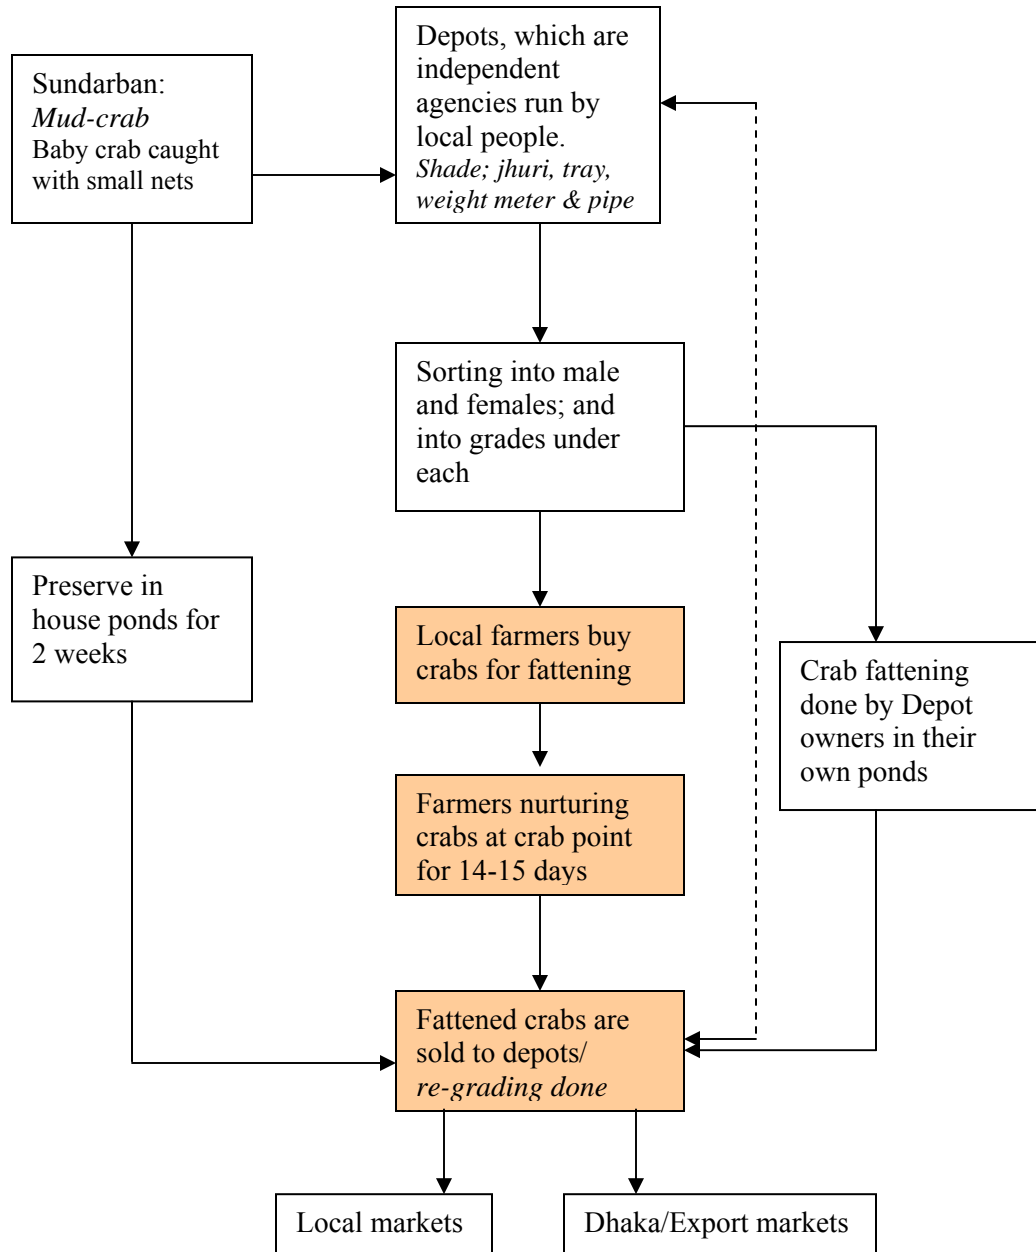 Sundarban:
Mud-crab
Baby crab caught
with small nets
Depots, which are
independent
agencies run by
local people.
Shade; jhuri, tray,
weight meter & pipe
Sorting into male
and females; and
into grades under
each
Preserve in
house ponds for
2 weeks
Local farmers buy
crabs for fattening
Crab fattening
done by Depot
owners in their
own ponds
Farmers nurturing
crabs at crab point
for 14-15 days
Fattened crabs are
sold to depots/
re-grading done
Local markets
Dhaka/Export markets